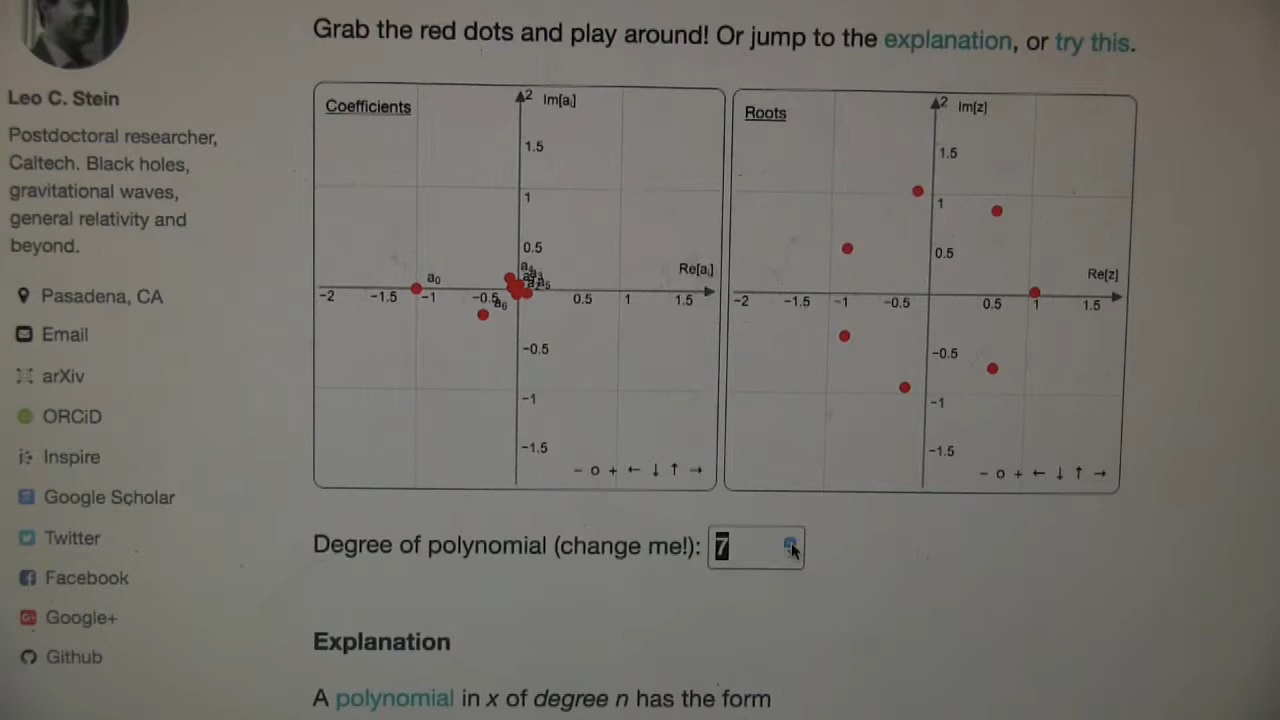 Grab the red dots and play around! Or jump to the explanation, or try this.
Leo C. Stein
Postdoctoral researcher,
Caltech. Black holes,
gravitational waves,
general relativity and
beyond.
Pasadena, CA
Email
arXiv
ORCiD
Inspire
Google Scholar
Twitter
Facebook
Google+
Github
Coefficients
2 Im[aᵢ]
1.5
1
0.5
Re[aᵢ]
a₀
a₆
−2 −1.5 −1 −0.5 0.5 1 1.5
−0.5
−1
−1.5
− o + ← ↓ ↑ →
Roots
2 Im[z]
1.5
1
0.5
Re[z]
−2 −1.5 −1 −0.5 0.5 1 1.5
−0.5
−1
−1.5
− o + ← ↓ ↑ →
Degree of polynomial (change me!): 7
Explanation
A polynomial in x of degree n has the form